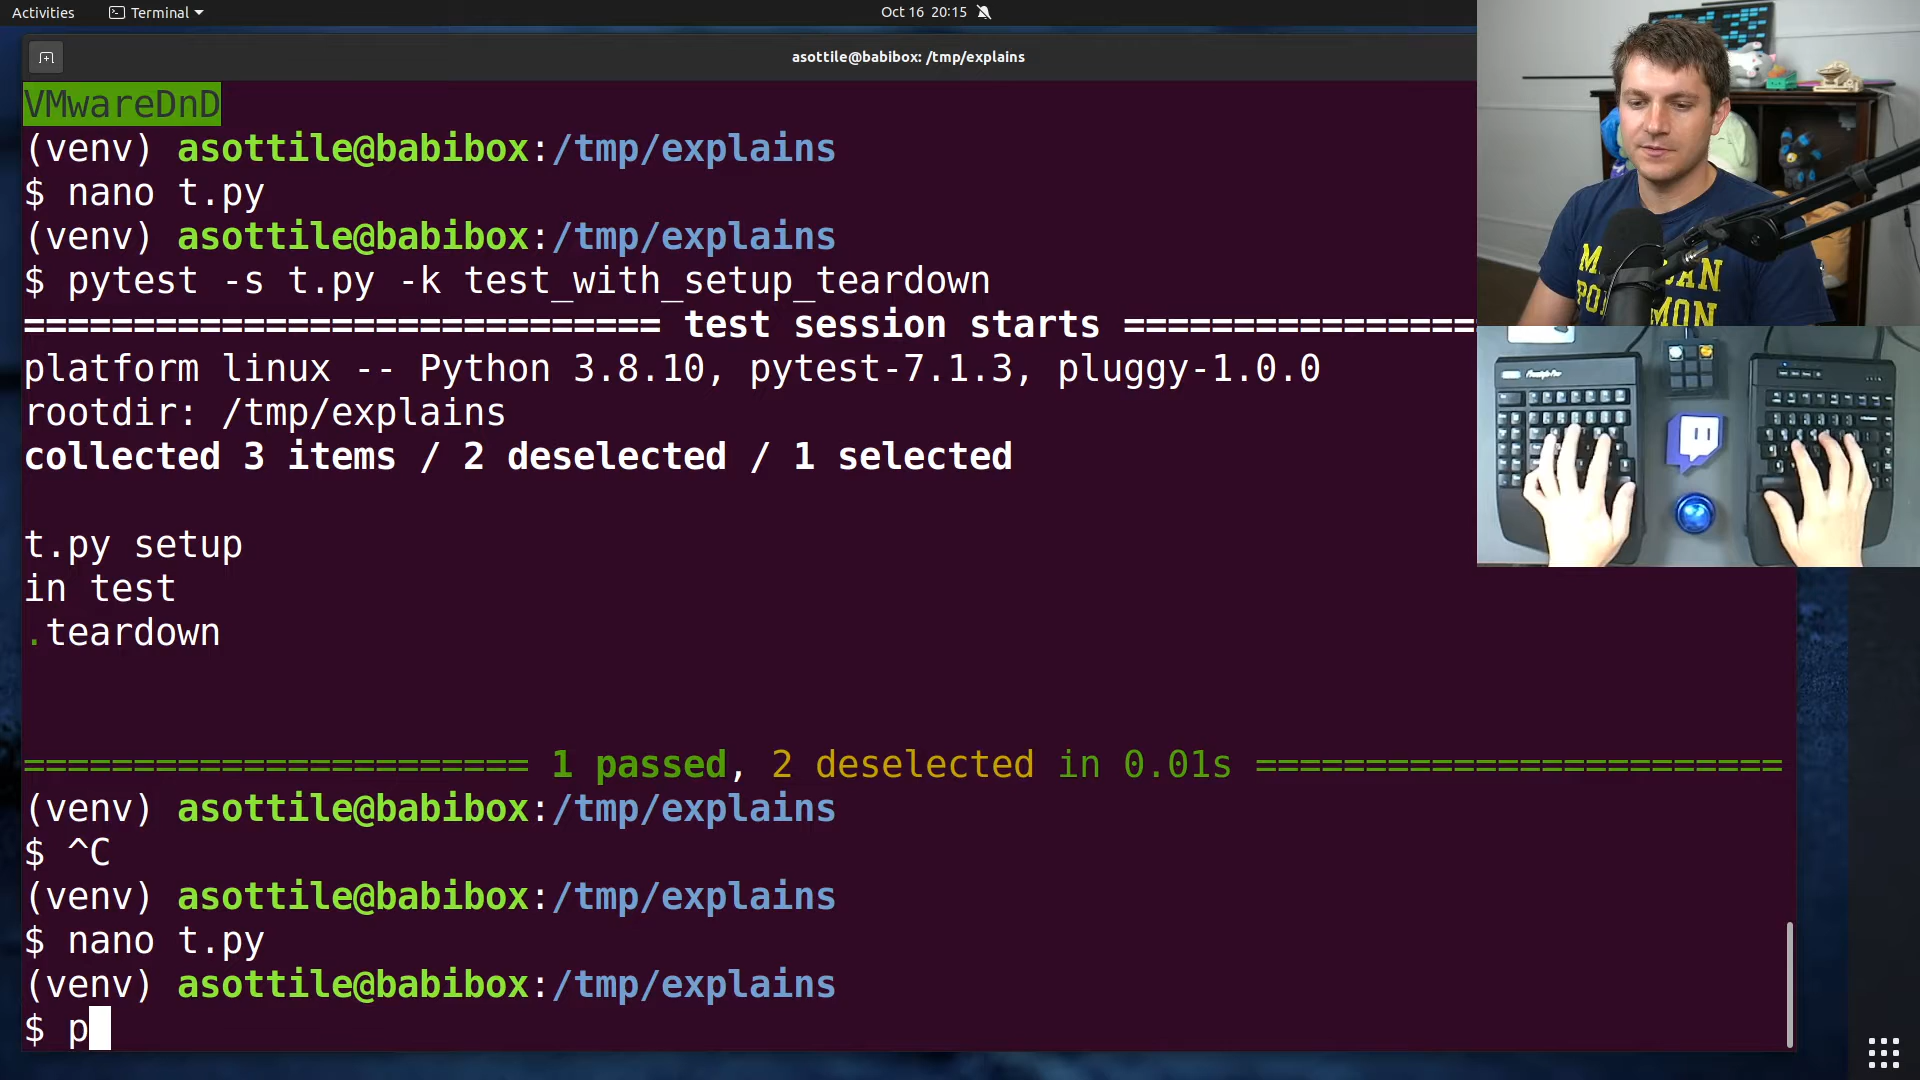 Activities
Terminal
Oct 16 20:15
asottile@babibox: /tmp/explains
VMwareDnD
(venv) asottile@babibox:/tmp/explains
$ nano t.py
(venv) asottile@babibox:/tmp/explains
$ pytest -s t.py -k test_with_setup_teardown
============================= test session starts ================
platform linux -- Python 3.8.10, pytest-7.1.3, pluggy-1.0.0
rootdir: /tmp/explains
collected 3 items / 2 deselected / 1 selected
t.py setup
in test
.teardown
======================= 1 passed, 2 deselected in 0.01s ========================
(venv) asottile@babibox:/tmp/explains
$ ^C
(venv) asottile@babibox:/tmp/explains
$ nano t.py
(venv) asottile@babibox:/tmp/explains
$ p